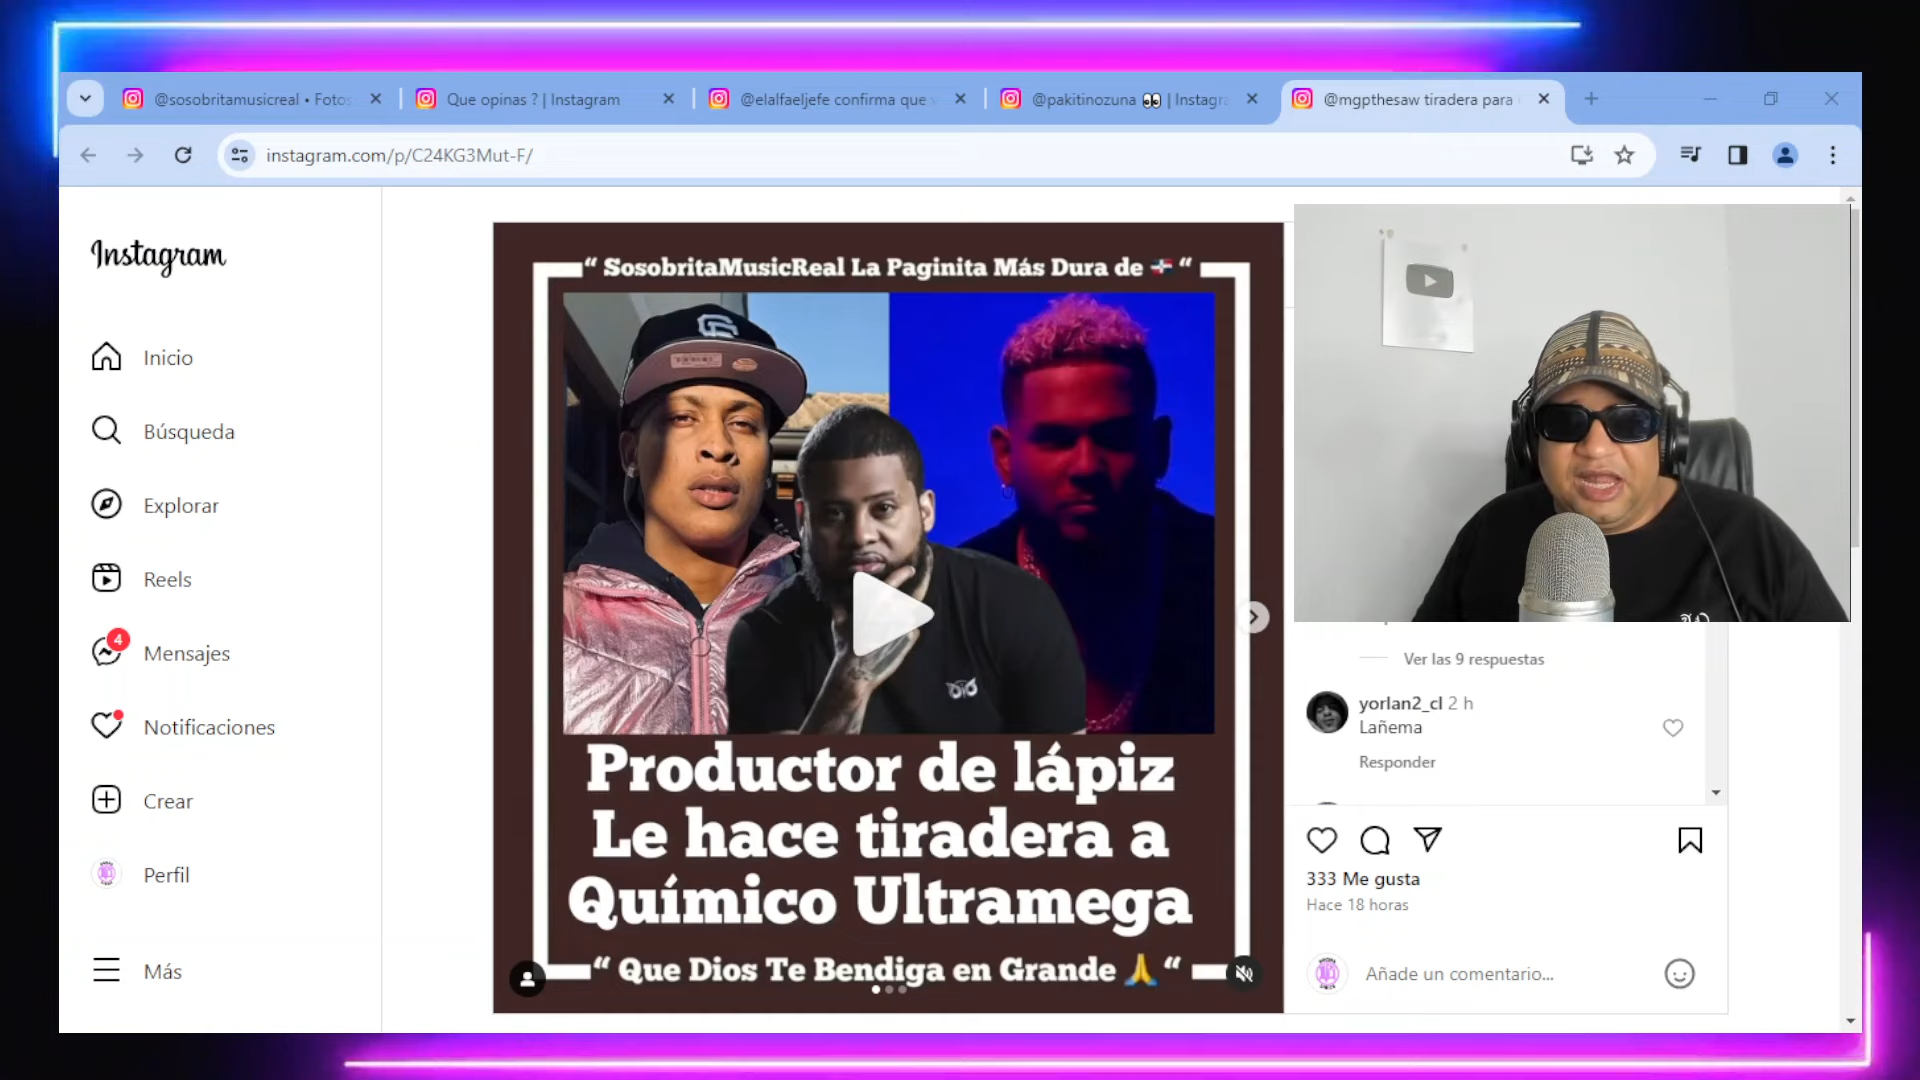 @sosobritamusicreal • Fotos
Que opinas ? | Instagram
@elalfaeljefe confirma que
@pakitinozuna 👀 | Instagr
@mgpthesaw tiradera para
instagram.com/p/C24KG3Mut-F/
Instagram
Inicio
Búsqueda
Explorar
Reels
4
Mensajes
Notificaciones
Crear
Perfil
Más
“ SosobritaMusicReal La Paginita Más Dura de 🇩🇴 “
Productor de lápiz
Le hace tiradera a
Químico Ultramega
“ Que Dios Te Bendiga en Grande 🙏 “
Ver las 9 respuestas
yorlan2_cl 2 h
Lañema
Responder
333 Me gusta
Hace 18 horas
Añade un comentario...